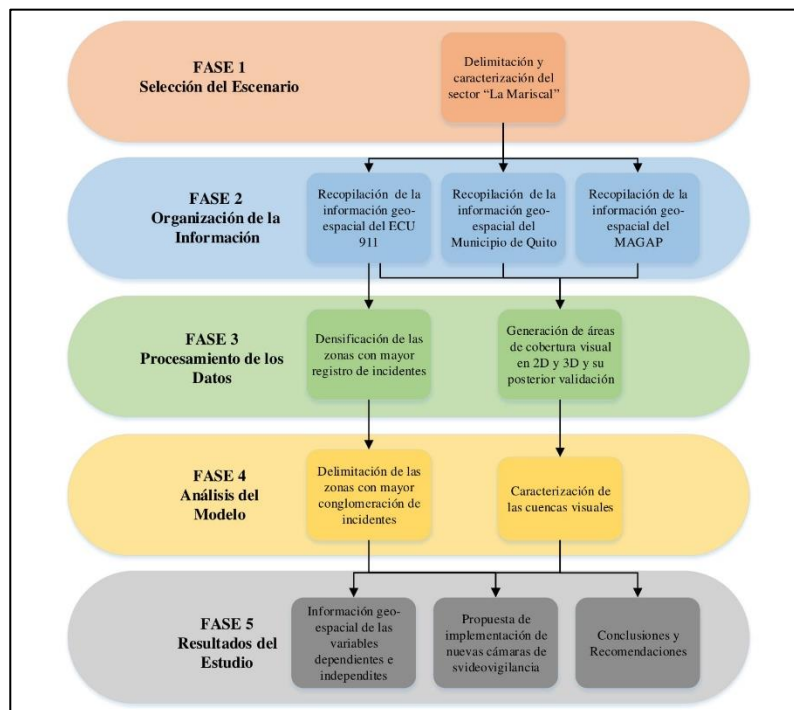 FASE 1
Selección del Escenario
Delimitación y
caracterización del
sector “La Mariscal”
FASE 2
Organización de la
Información
Recopilación de la
información geo-
espacial del ECU
911
Recopilación de la
información geo-
espacial del
Municipio de Quito
Recopilación de la
información geo-
espacial del
MAGAP
FASE 3
Procesamiento de los
Datos
Densificación de las
zonas con mayor
registro de incidentes
Generación de áreas
de cobertura visual
en 2D y 3D y su
posterior validación
FASE 4
Análisis del
Modelo
Delimitación de las
zonas con mayor
conglomeración de
incidentes
Caracterización de
las cuencas visuales
FASE 5
Resultados del
Estudio
Información geo-
espacial de las
variables
dependientes e
independites
Propuesta de
implementación de
nuevas cámaras de
svideovigilancia
Conclusiones y
Recomendaciones